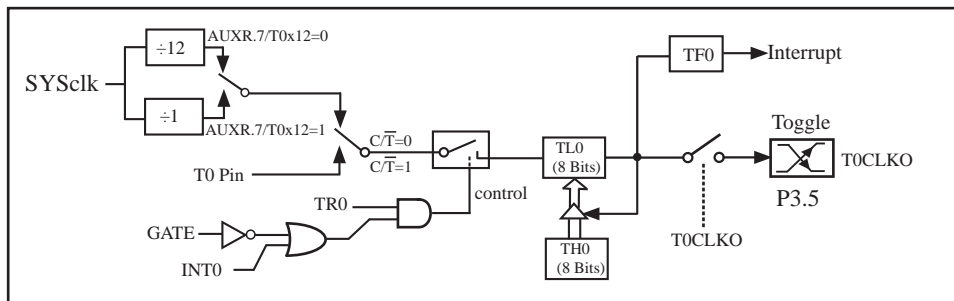 AUXR.7/T0x12=0
÷12
SYSclk
÷1
AUXR.7/T0x12=1
C/T̅=0
C/T̅=1
T0 Pin
TR0
GATE
INT0
control
TL0
(8 Bits)
TH0
(8 Bits)
TF0
Interrupt
Toggle
T0CLKO
P3.5
T0CLKO